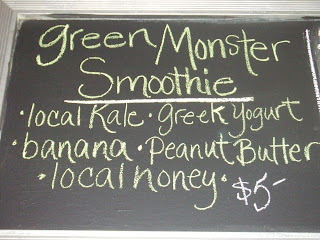 green Monster
Smoothie
·local Kale·Greek Yogurt
·banana·Peanut Butter
·local honey· $5-